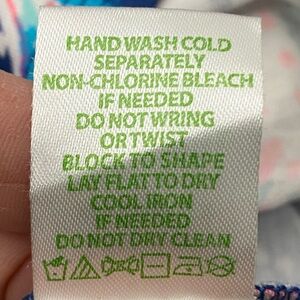 HAND WASH COLD
SEPARATELY
NON-CHLORINE BLEACH
IF NEEDED
DO NOT WRING
OR TWIST
BLOCK TO SHAPE
LAY FLAT TO DRY
COOL IRON
IF NEEDED
DO NOT DRY CLEAN